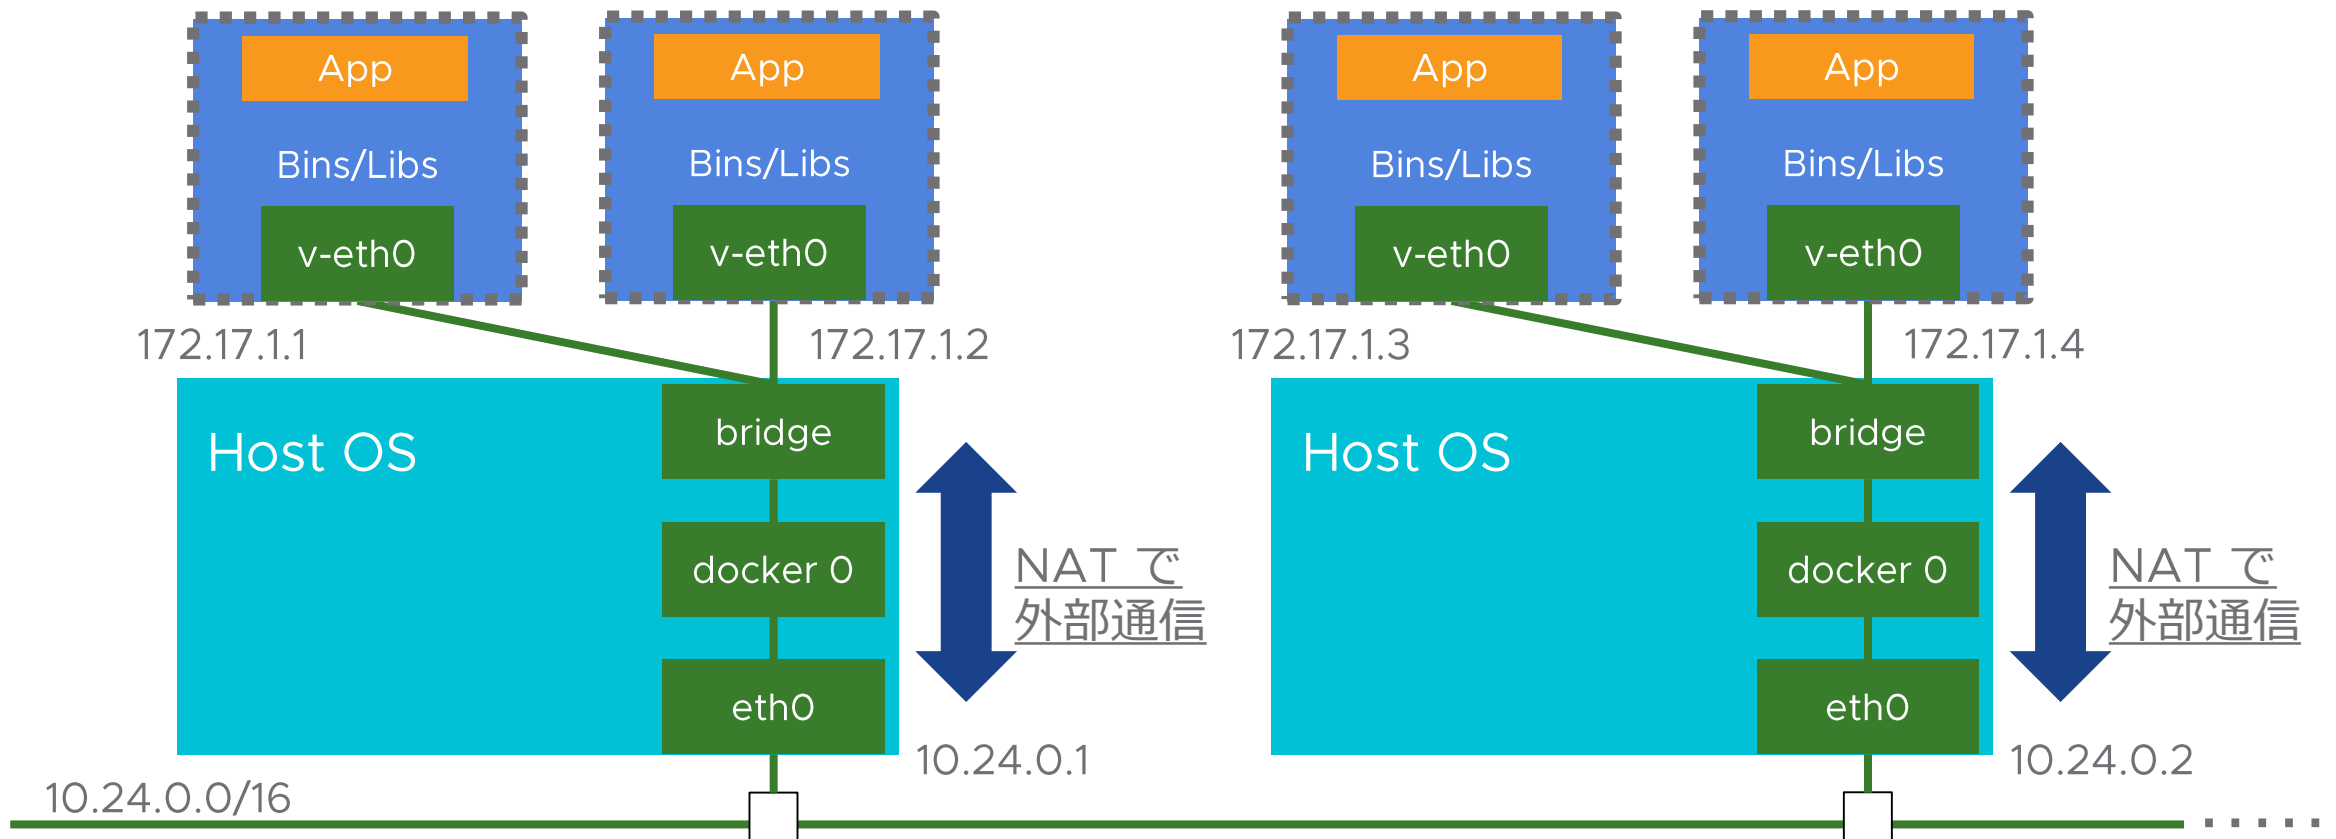 App
App
App
App
Bins/Libs
Bins/Libs
Bins/Libs
Bins/Libs
v-eth0
v-eth0
v-eth0
v-eth0
172.17.1.1
172.17.1.2
172.17.1.3
172.17.1.4
Host OS
bridge
Host OS
bridge
docker 0
NAT で
外部通信
docker 0
NAT で
外部通信
eth0
eth0
10.24.0.1
10.24.0.2
10.24.0.0/16